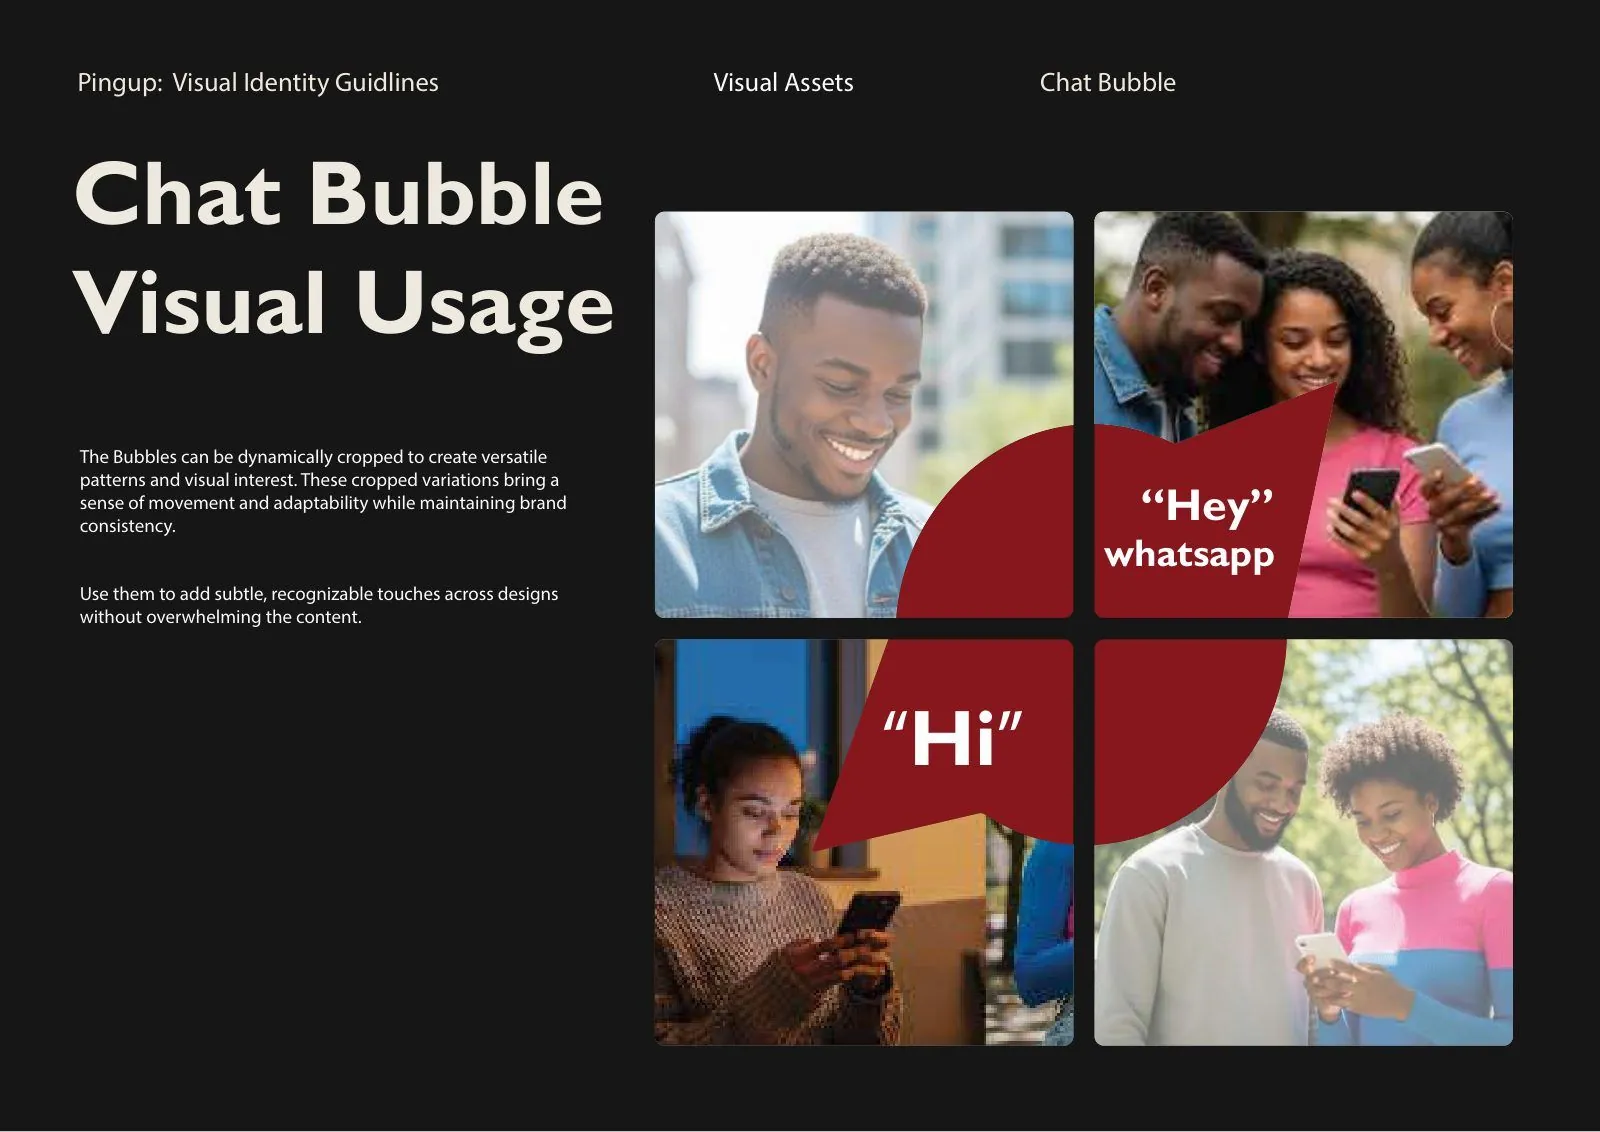 Pingup:  Visual Identity Guidlines
Visual Assets
Chat Bubble
Chat Bubble
Visual Usage
The Bubbles can be dynamically cropped to create versatile
patterns and visual interest. These cropped variations bring a
sense of movement and adaptability while maintaining brand
consistency.
Use them to add subtle, recognizable touches across designs
without overwhelming the content.
“Hey”
whatsapp
“Hi”